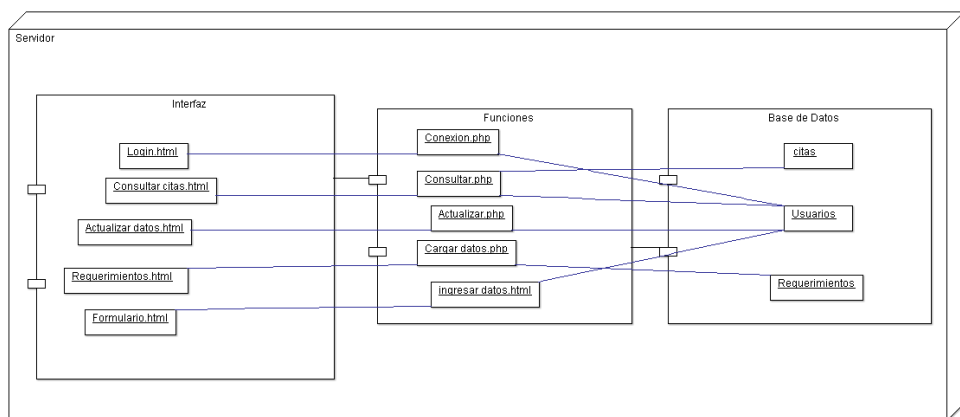 Servidor
Interfaz
Login.html
Consultar citas.html
Actualizar datos.html
Requerimientos.html
Formulario.html
Funciones
Conexion.php
Consultar.php
Actualizar.php
Cargar datos.php
ingresar datos.html
Base de Datos
citas
Usuarios
Requerimientos